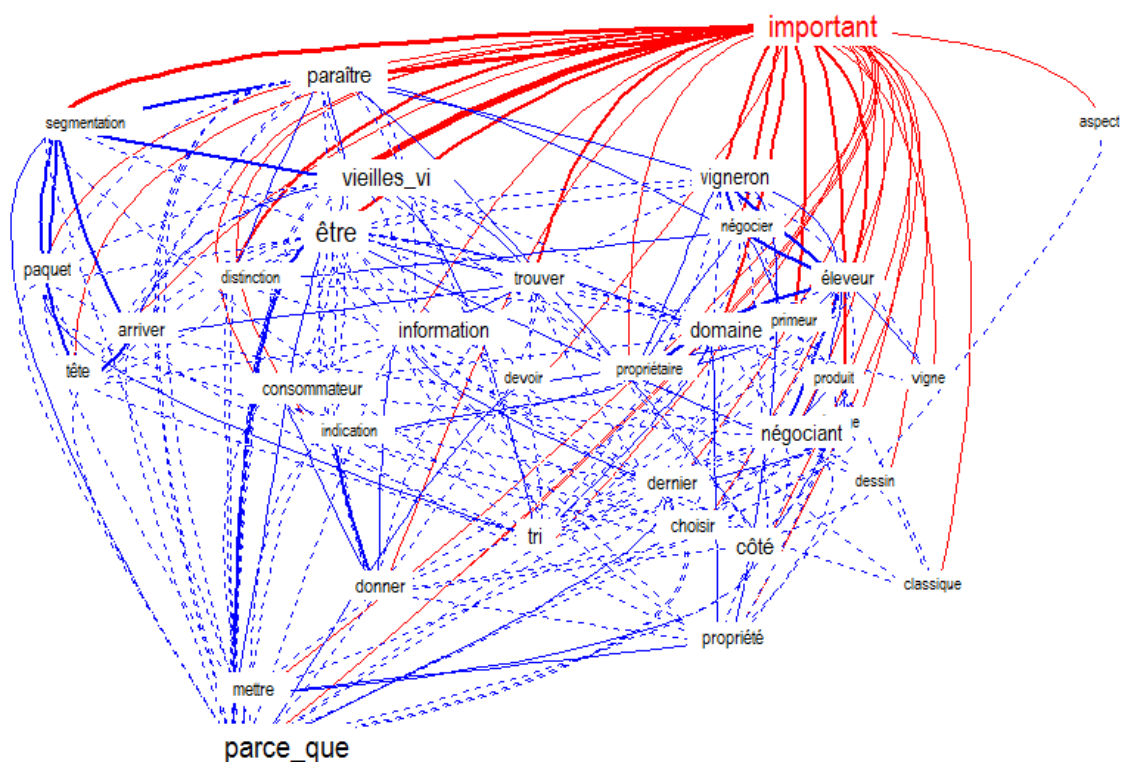 important
paraître
segmentation
aspect
vieilles_vi
vigneron
être
négocier
paquet
distinction
trouver
éleveur
arriver
information
domaine
primeur
tête
consommateur
devoir
propriétaire
produit
vigne
indication
négociant
dernier
dessin
choisir
tri
côté
donner
classique
propriété
mettre
parce_que